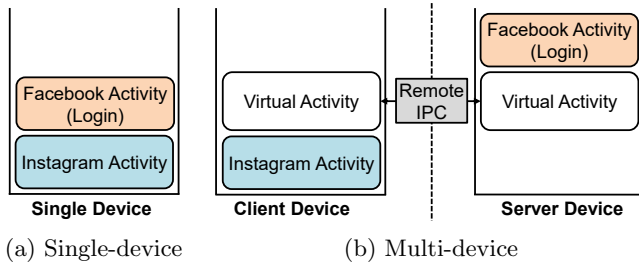 Facebook Activity
(Login)
Instagram Activity
Single Device
Virtual Activity
Instagram Activity
Client Device
Remote
IPC
Facebook Activity
(Login)
Virtual Activity
Server Device
(a) Single-device
(b) Multi-device